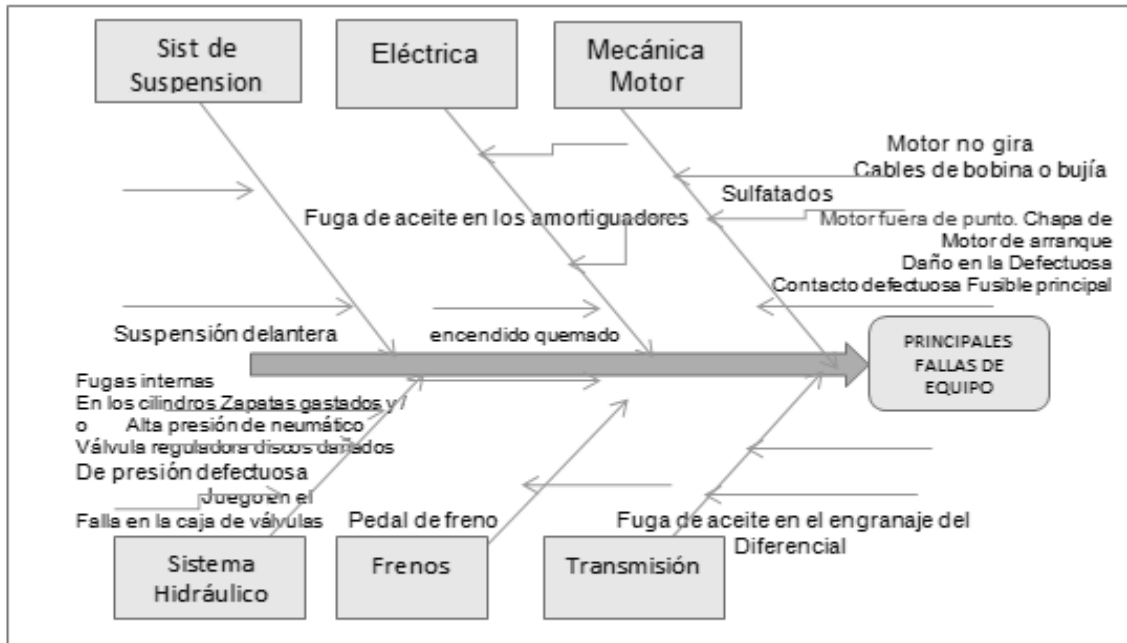 Sist de
Suspension
Eléctrica
Mecánica
Motor
Motor no gira
Cables de bobina o bujía
Sulfatados
Fuga de aceite en los amortiguadores
Motor fuera de punto. Chapa de
Motor de arranque
Daño en la Defectuosa
Contacto defectuosa Fusible principal
Suspensión delantera
encendido quemado
PRINCIPALES
FALLAS DE
EQUIPO
Fugas internas
En los cilindros Zapatas gastados y /
o Alta presión de neumático
Válvula reguladora discos dañados
De presión defectuosa
Juego en el
Falla en la caja de válvulas
Pedal de freno
Fuga de aceite en el engranaje del
Diferencial
Sistema
Hidráulico
Frenos
Transmisión